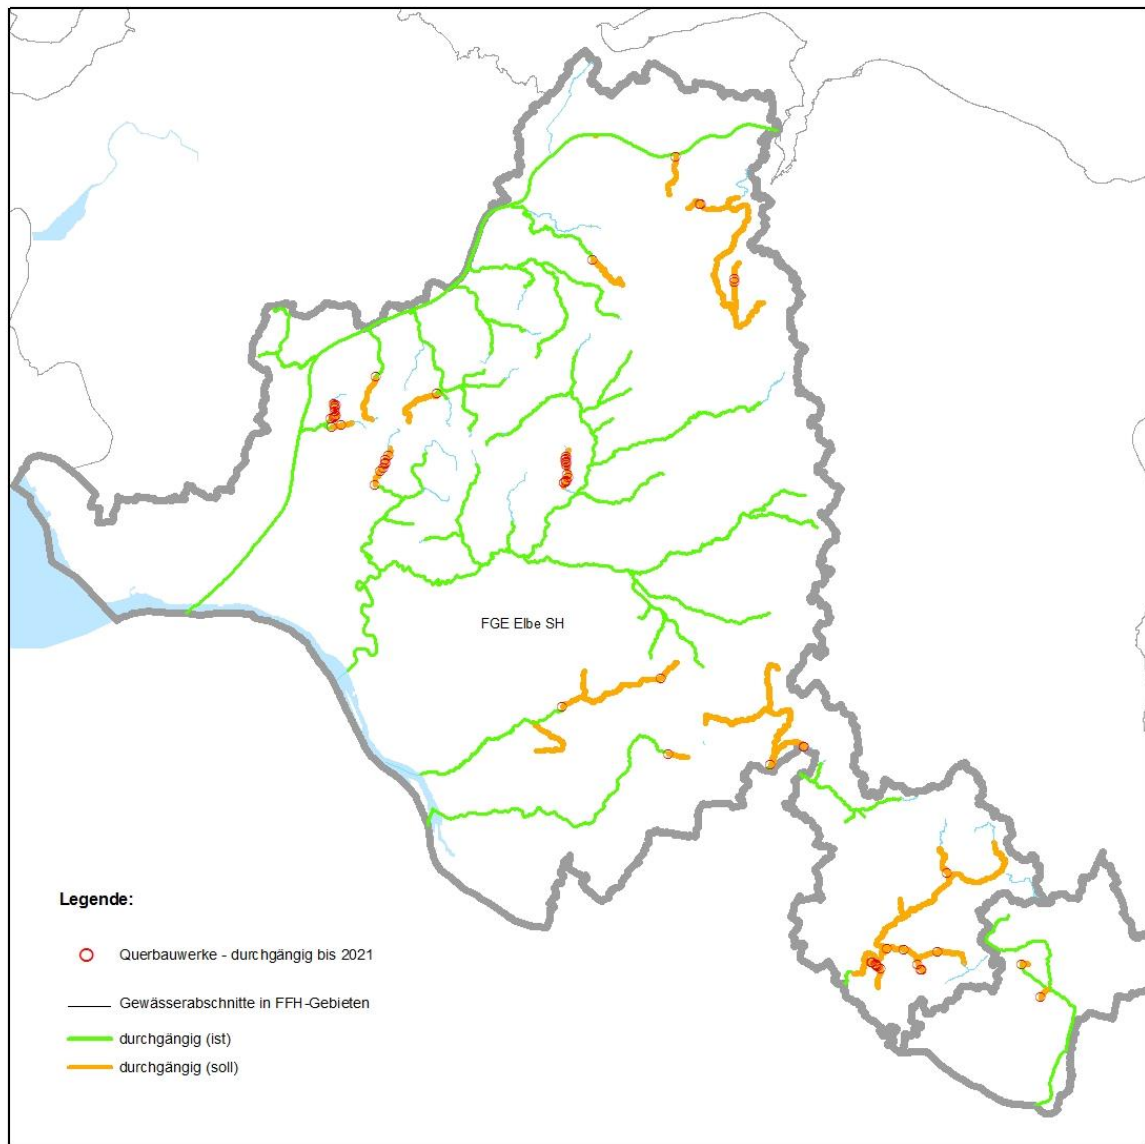 FGE Elbe SH
Legende:
Querbauwerke - durchgängig bis 2021
Gewässerabschnitte in FFH-Gebieten
durchgängig (ist)
durchgängig (soll)